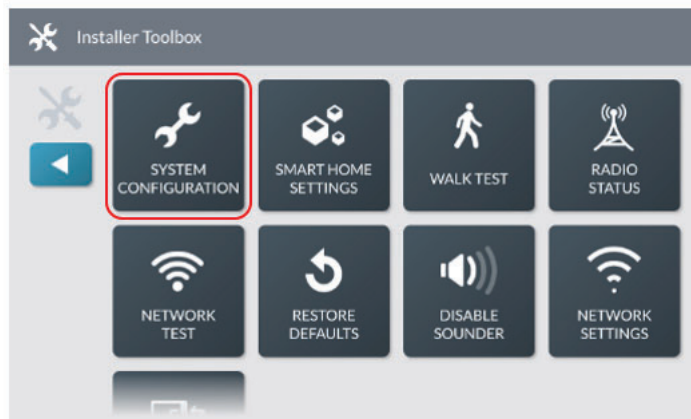 Installer Toolbox
SYSTEM
CONFIGURATION
SMART HOME
SETTINGS
WALK TEST
RADIO
STATUS
NETWORK
TEST
RESTORE
DEFAULTS
DISABLE
SOUNDER
NETWORK
SETTINGS